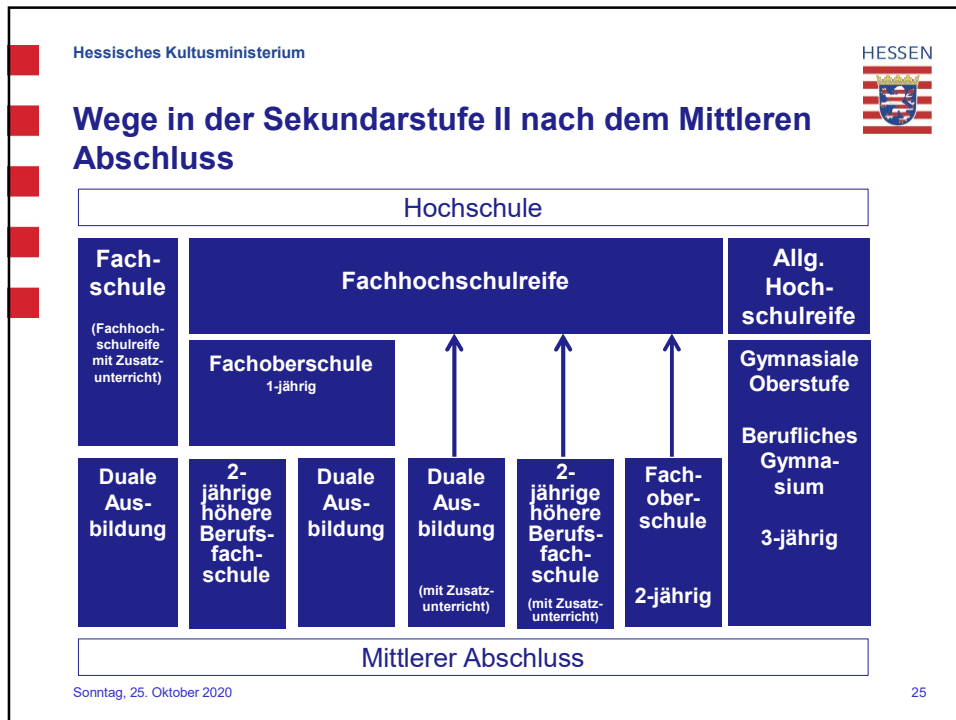 Hessisches Kultusministerium
HESSEN
Wege in der Sekundarstufe II nach dem Mittleren
Abschluss
Hochschule
Fach-
schule
(Fachhoch-
schulreife
mit Zusatz-
unterricht)
Fachhochschulreife
Allg.
Hoch-
schulreife
Fachoberschule
1-jährig
Gymnasiale
Oberstufe
Berufliches
Gymna-
sium
3-jährig
Duale
Aus-
bildung
2-
jährige
höhere
Berufs-
fach-
schule
Duale
Aus-
bildung
Duale
Aus-
bildung
(mit Zusatz-
unterricht)
2-
jährige
höhere
Berufs-
fach-
schule
(mit Zusatz-
unterricht)
Fach-
ober-
schule
2-jährig
Mittlerer Abschluss
Sonntag, 25. Oktober 2020
25